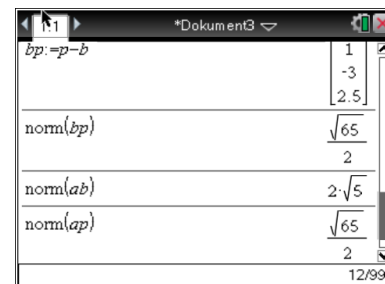 1.1 *Dokument3
bp:=p−b [1 -3 2.5]
norm(bp) √65/2
norm(ab) 2·√5
norm(ap) √65/2
12/99